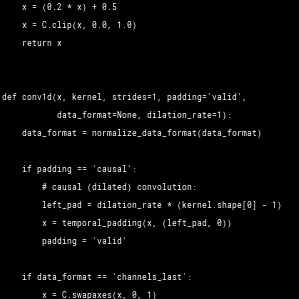 x = (0.2 * x) + 0.5
x = C.clip(x, 0.0, 1.0)
return x
def conv1d(x, kernel, strides=1, padding='valid',
data_format=None, dilation_rate=1):
data_format = normalize_data_format(data_format)
if padding == 'causal':
# causal (dilated) convolution:
left_pad = dilation_rate * (kernel.shape[0] - 1)
x = temporal_padding(x, (left_pad, 0))
padding = 'valid'
if data_format == 'channels_last':
x = C.swapaxes(x, 0, 1)